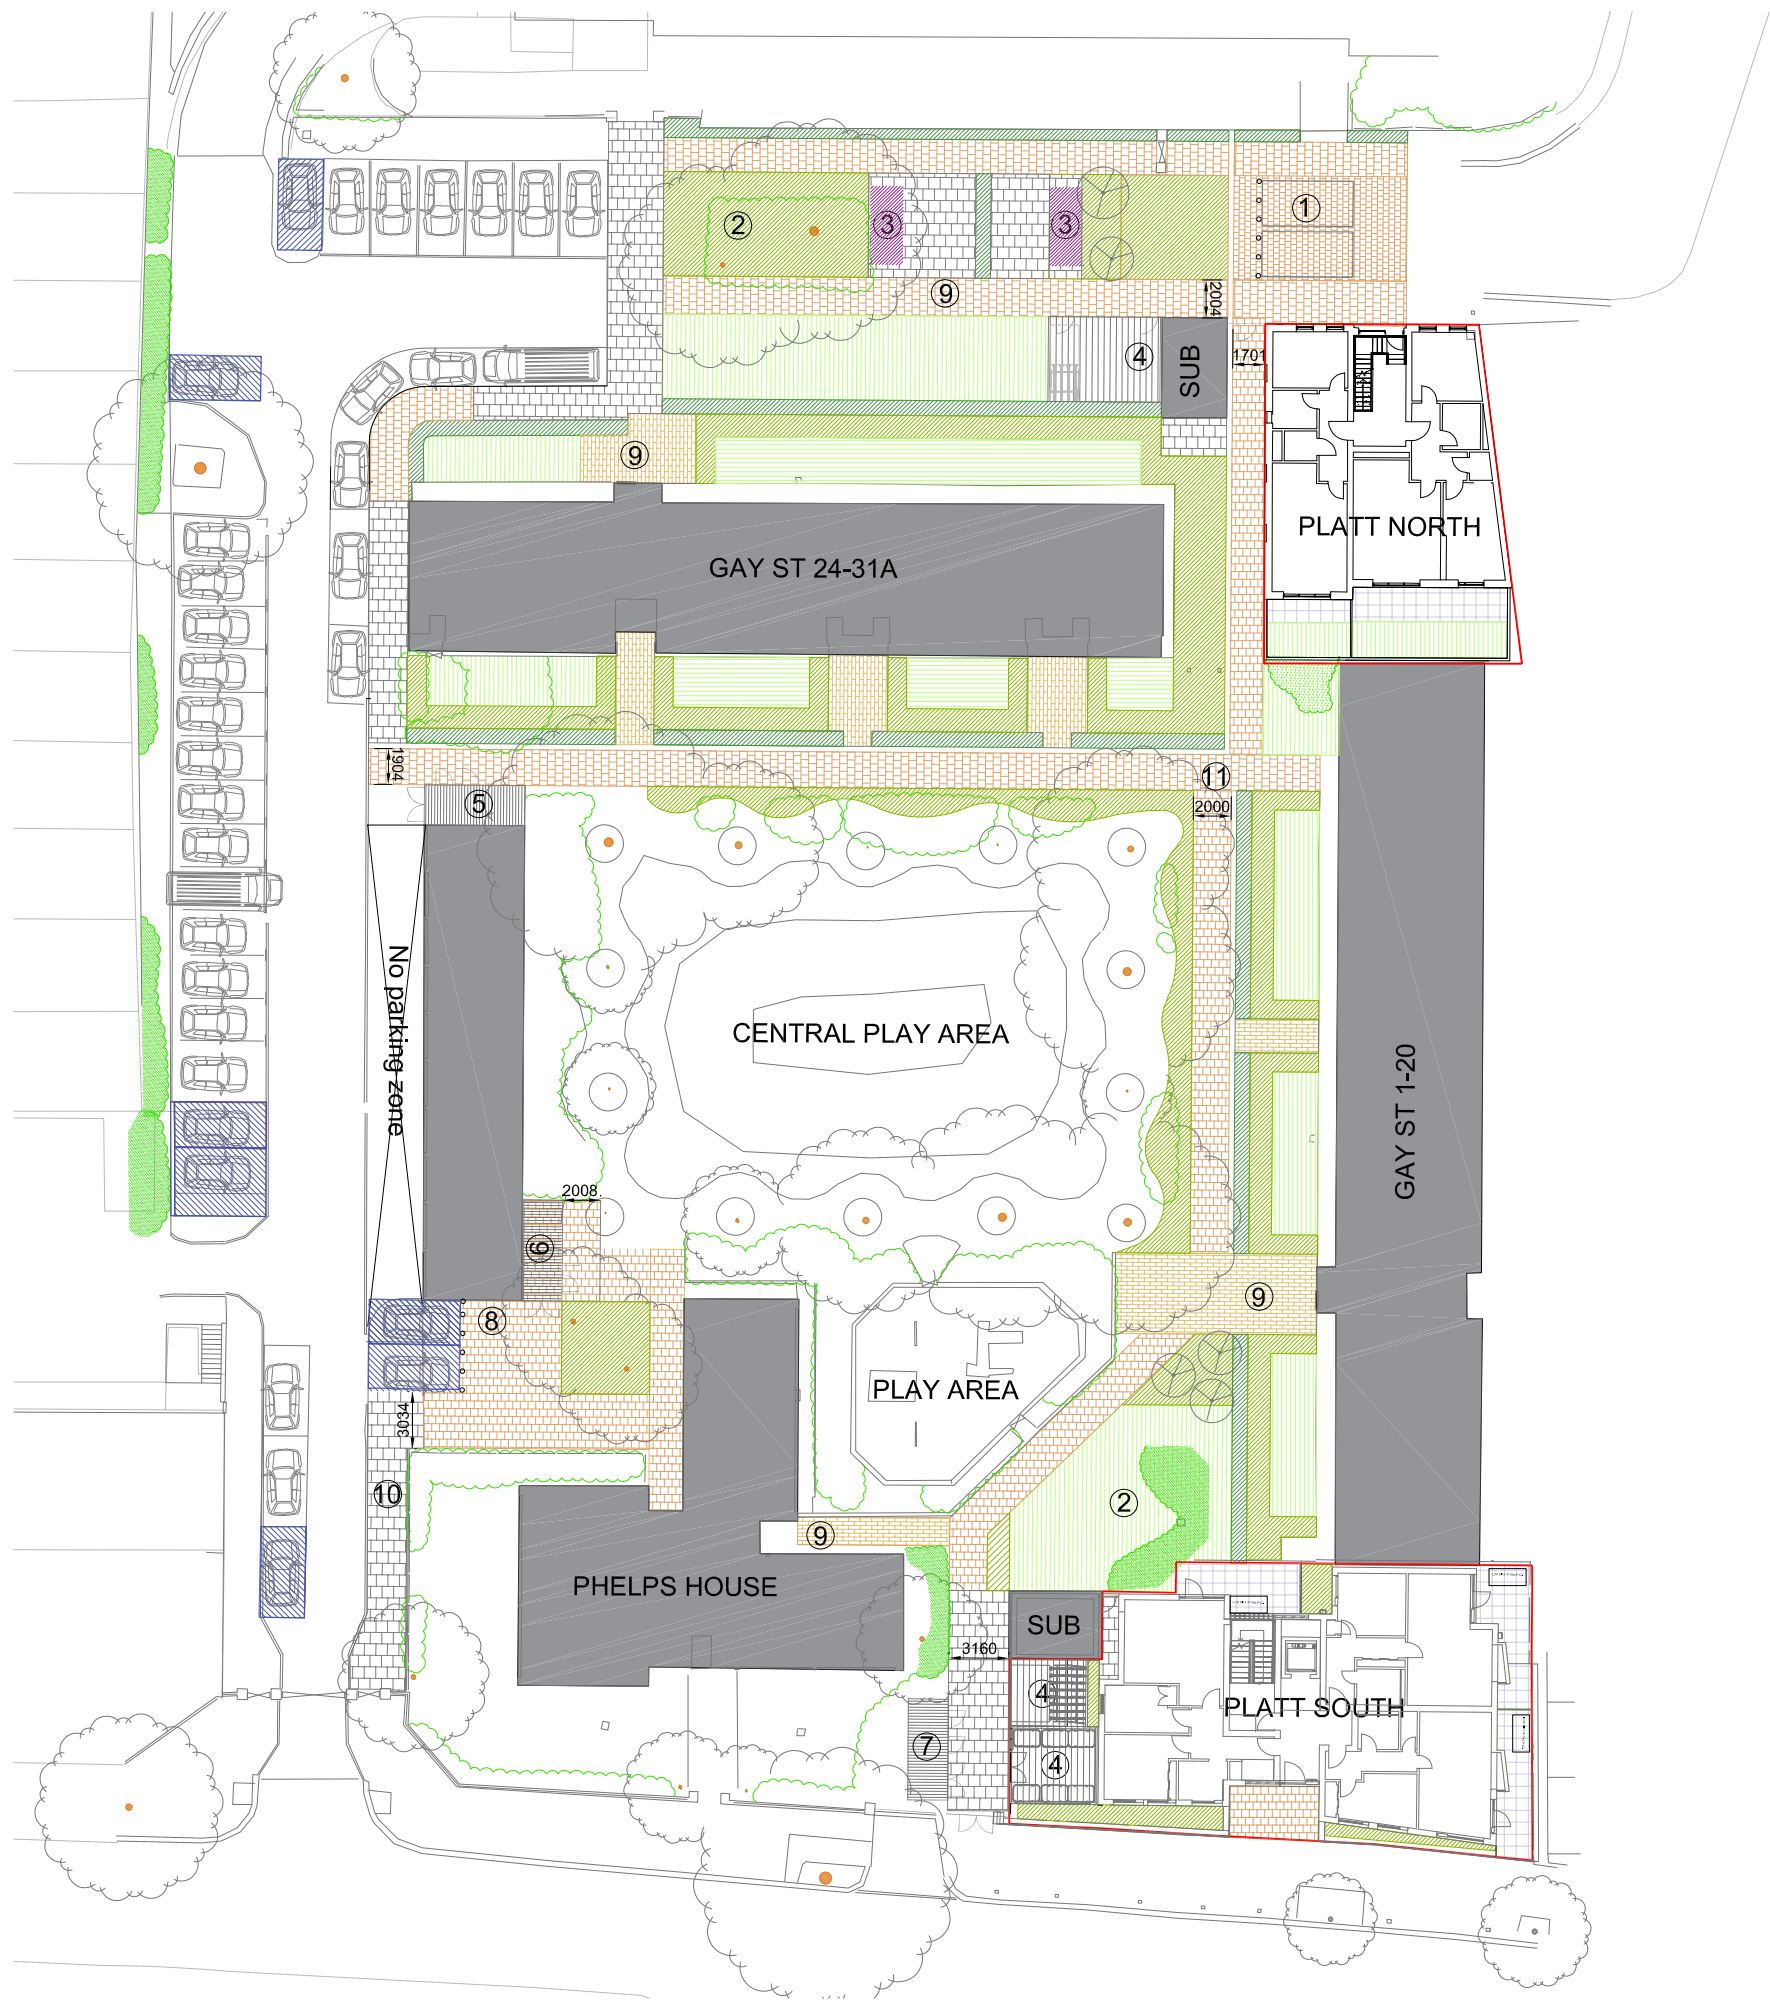 ①
②
③
③
⑨
2004
④
SUB
1701
⑨
PLATT NORTH
GAY ST 24-31A
1904
⑪
⑤
2000
No parking zone
CENTRAL PLAY AREA
GAY ST 1-20
2008
⑥
⑨
⑧
PLAY AREA
3034
⑩
②
⑨
PHELPS HOUSE
SUB
3160
④
PLATT SOUTH
⑦
④